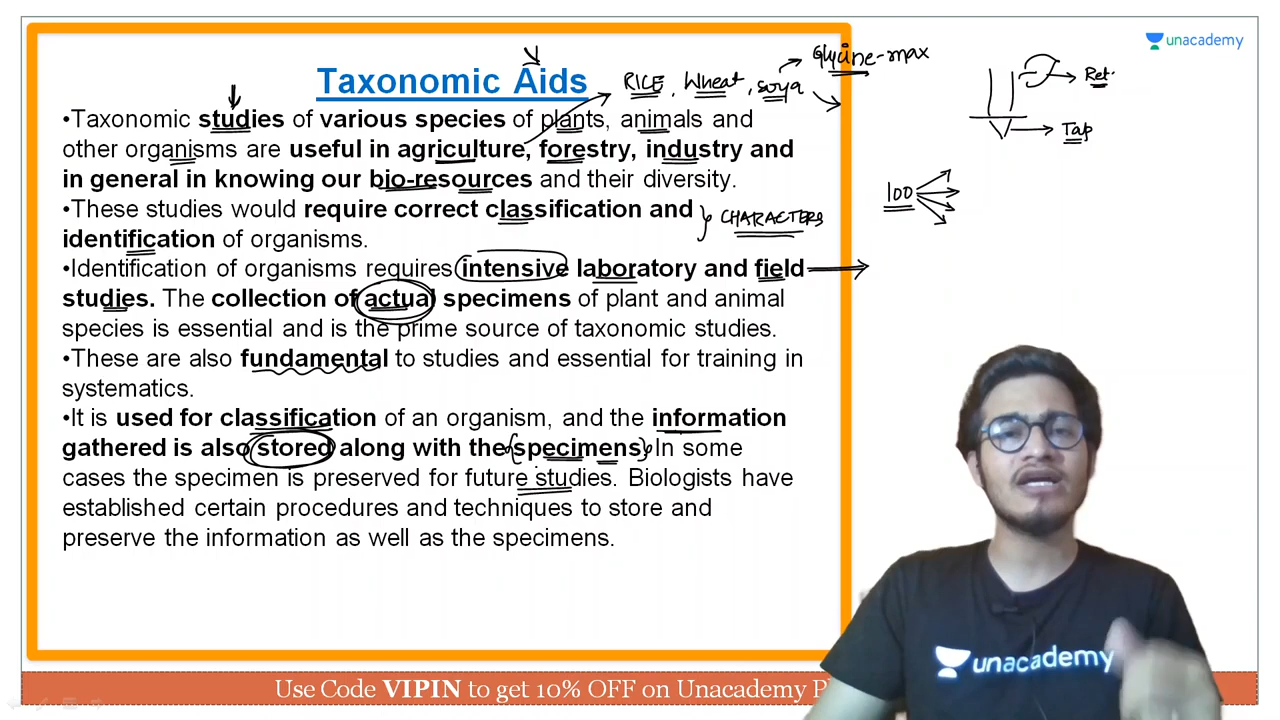 unacademy
Taxonomic Aids
RICE, Wheat, soya
Glycine-max
Ret.
Tap
•Taxonomic studies of various species of plants, animals and
other organisms are useful in agriculture, forestry, industry and
in general in knowing our bio-resources and their diversity.
100
•These studies would require correct classification and
identification of organisms.
CHARACTERS
•Identification of organisms requires intensive laboratory and field
studies. The collection of actual specimens of plant and animal
species is essential and is the prime source of taxonomic studies.
•These are also fundamental to studies and essential for training in
systematics.
•It is used for classification of an organism, and the information
gathered is also stored along with the {specimens} In some
cases the specimen is preserved for future studies. Biologists have
established certain procedures and techniques to store and
preserve the information as well as the specimens.
unacademy
Use Code VIPIN to get 10% OFF on Unacademy Pl